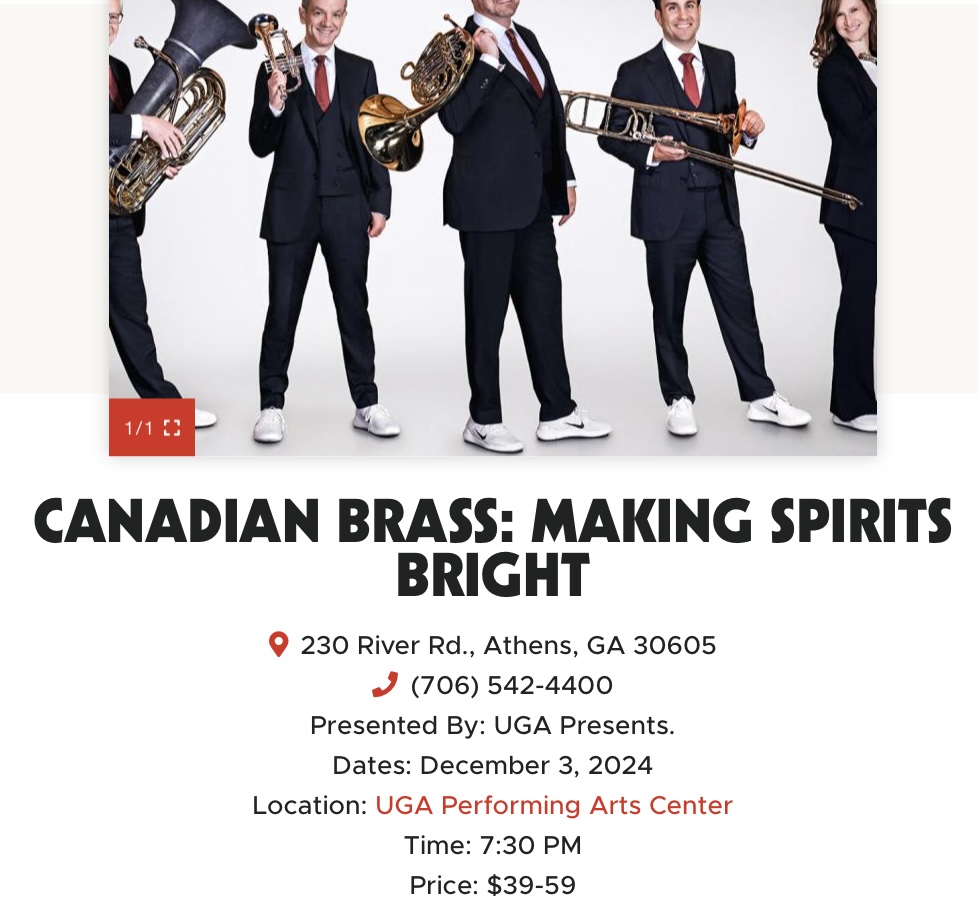 1/1
CANADIAN BRASS: MAKING SPIRITS
BRIGHT
230 River Rd., Athens, GA 30605
(706) 542-4400
Presented By: UGA Presents.
Dates: December 3, 2024
Location: UGA Performing Arts Center
Time: 7:30 PM
Price: $39-59